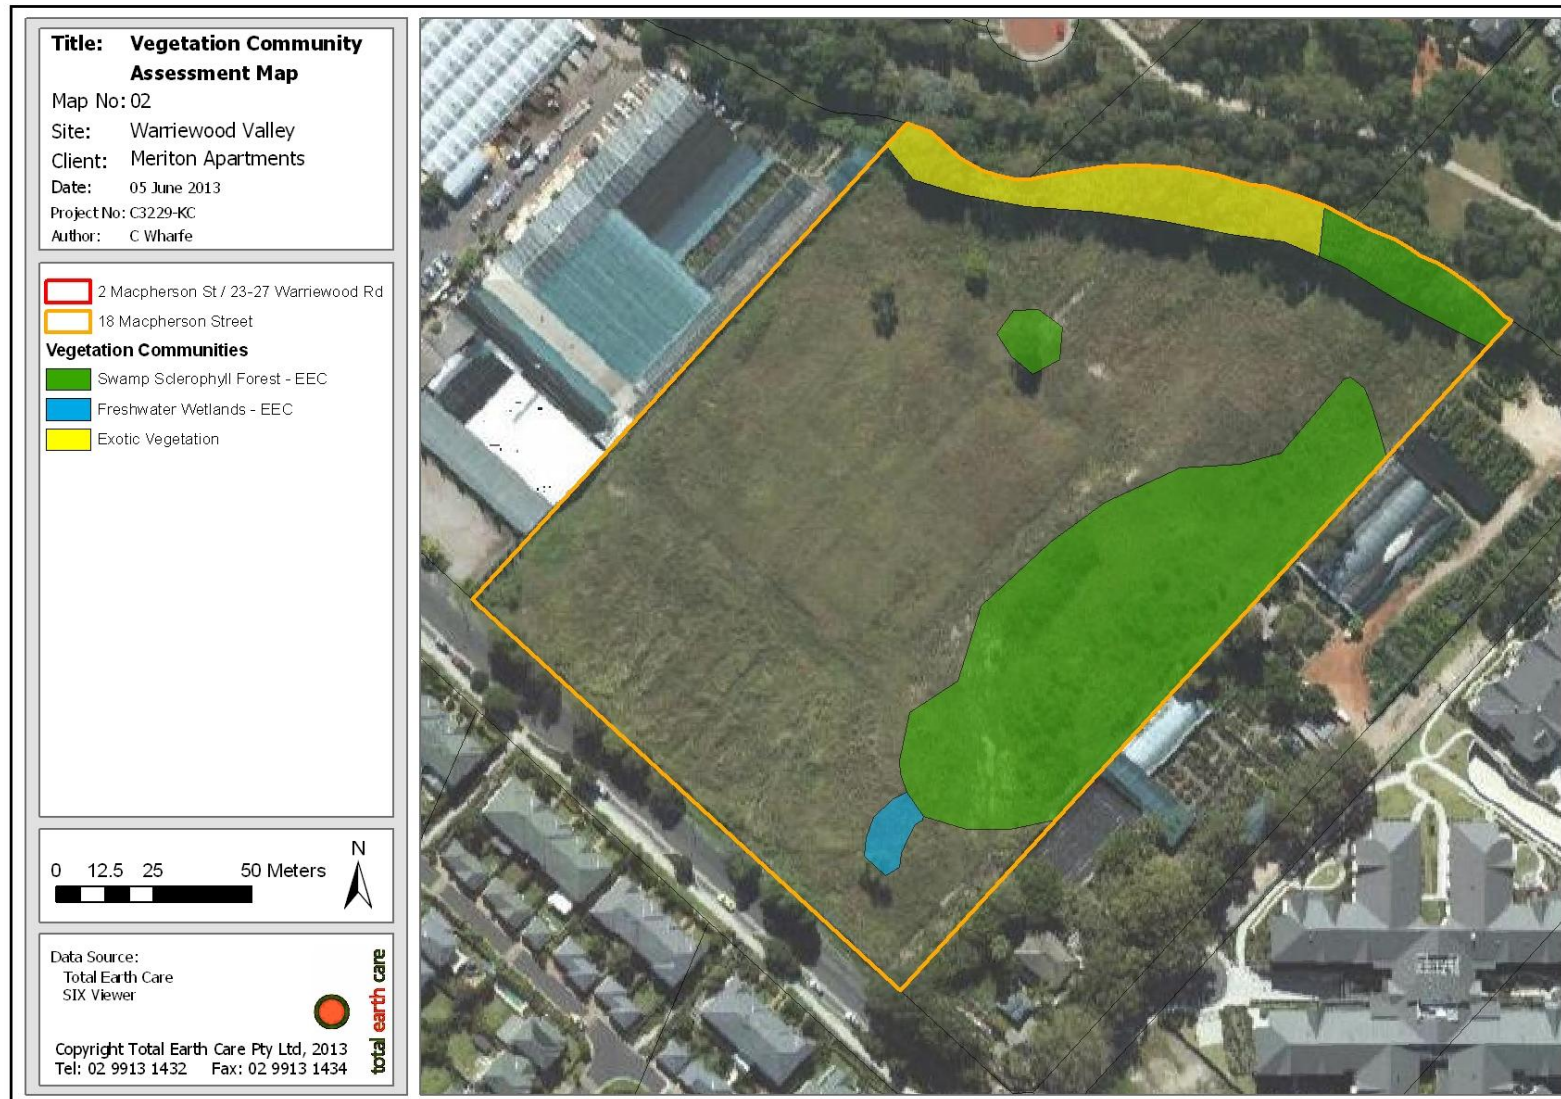 Title: Vegetation Community
Assessment Map
Map No: 02
Site: Warriewood Valley
Client: Meriton Apartments
Date: 05 June 2013
Project No: C3229-KC
Author: C Wharfe
2 Macpherson St / 23-27 Warriewood Rd
18 Macpherson Street
Vegetation Communities
Swamp Sclerophyll Forest - EEC
Freshwater Wetlands - EEC
Exotic Vegetation
0 12.5 25 50 Meters
N
Data Source:
Total Earth Care
SIX Viewer
total earth care
Copyright Total Earth Care Pty Ltd, 2013
Tel: 02 9913 1432 Fax: 02 9913 1434